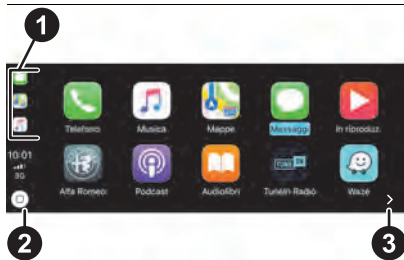 1
Telefono Musica Mappe Messaggi In riproduz.
10:01
3G
Alfa Romeo Podcast Audiolibri TuneIn Radio Waze
2
3